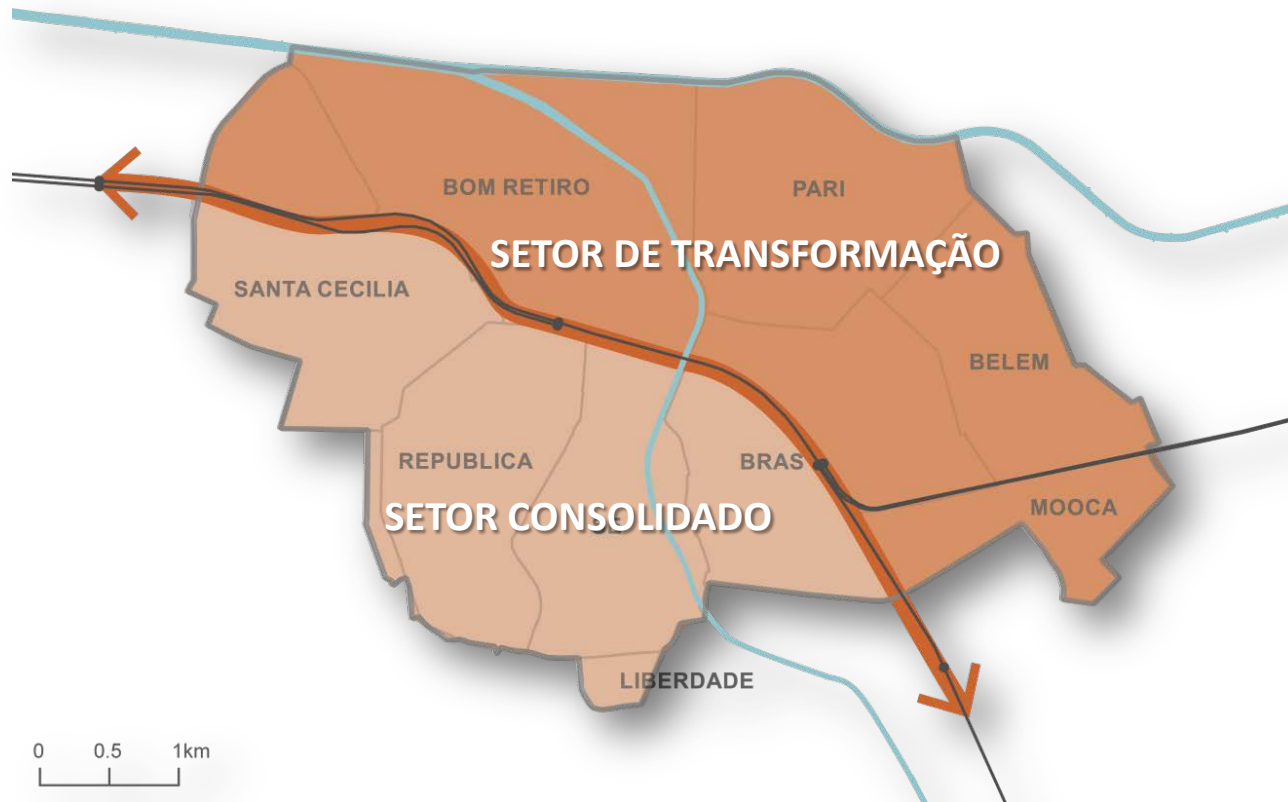 BOM RETIRO
PARI
SETOR DE TRANSFORMAÇÃO
SANTA CECILIA
BELEM
REPUBLICA
BRAS
SETOR CONSOLIDADO
MOOCA
LIBERDADE
0 0.5 1km